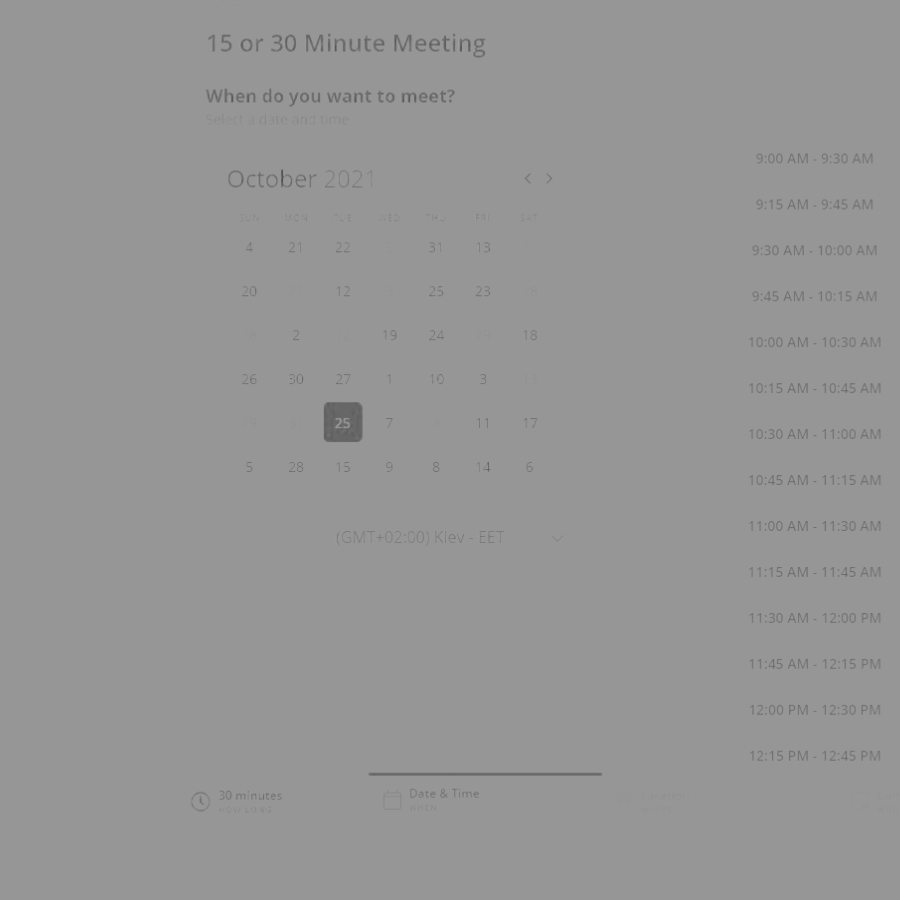 15 or 30 Minute Meeting
When do you want to meet?
Select a date and time
October 2021
SUN MON TUE WED THU FRI SAT
4 21 22 31 13
20 12 25 23
2 19 24 18
26 30 27 1 10 3
25 7 11 17
5 28 15 9 8 14 6
(GMT+02:00) Kiev - EET
9:00 AM - 9:30 AM
9:15 AM - 9:45 AM
9:30 AM - 10:00 AM
9:45 AM - 10:15 AM
10:00 AM - 10:30 AM
10:15 AM - 10:45 AM
10:30 AM - 11:00 AM
10:45 AM - 11:15 AM
11:00 AM - 11:30 AM
11:15 AM - 11:45 AM
11:30 AM - 12:00 PM
11:45 AM - 12:15 PM
12:00 PM - 12:30 PM
12:15 PM - 12:45 PM
30 minutes
HOW LONG
Date & Time
WHEN